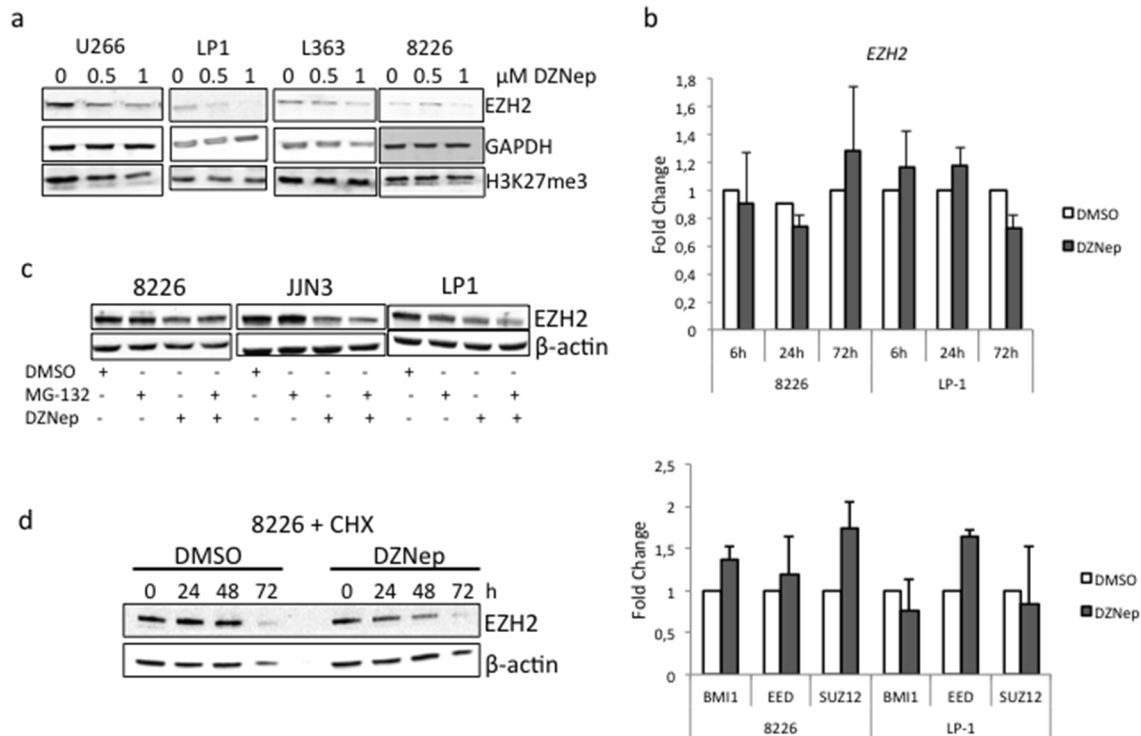 a
U266 LP1 L363 8226
0 0.5 1 0 0.5 1 0 0.5 1 0 0.5 1 μM DZNep
EZH2
GAPDH
H3K27me3
b
EZH2
1,8
1,6
1,4
1,2
1
0,8
0,6
0,4
0,2
0
Fold Change
DMSO
DZNep
6h 24h 72h 6h 24h 72h
8226 LP-1
c
8226 JJN3 LP1
EZH2
β-actin
DMSO + - - - + - - - + - - -
MG-132 - + - + - + - + - + - +
DZNep - - + + - - + + - - + +
d
8226 + CHX
DMSO DZNep
0 24 48 72 0 24 48 72 h
EZH2
β-actin
2,5
2
1,5
1
0,5
0
Fold Change
DMSO
DZNep
BMI1 EED SUZ12 BMI1 EED SUZ12
8226 LP-1